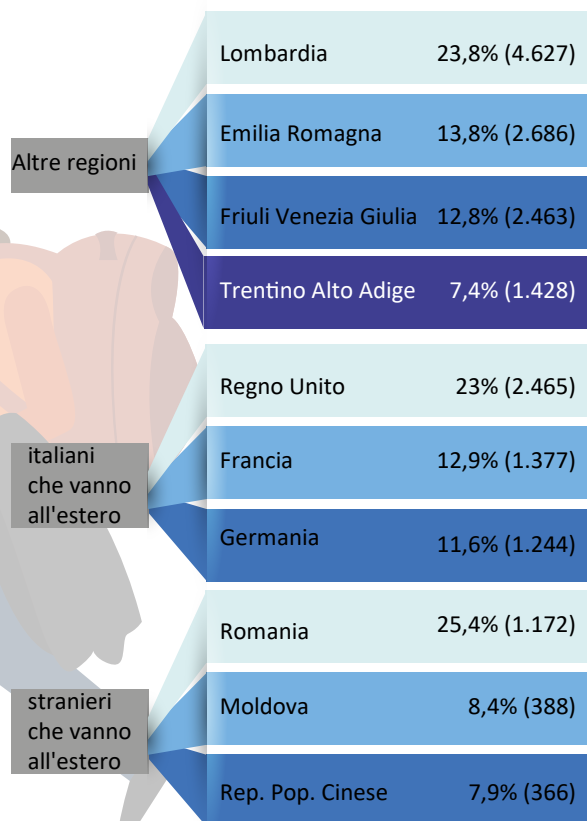 Altre regioni
Lombardia 23,8% (4.627)
Emilia Romagna 13,8% (2.686)
Friuli Venezia Giulia 12,8% (2.463)
Trentino Alto Adige 7,4% (1.428)
italiani
che vanno
all'estero
Regno Unito 23% (2.465)
Francia 12,9% (1.377)
Germania 11,6% (1.244)
stranieri
che vanno
all'estero
Romania 25,4% (1.172)
Moldova 8,4% (388)
Rep. Pop. Cinese 7,9% (366)